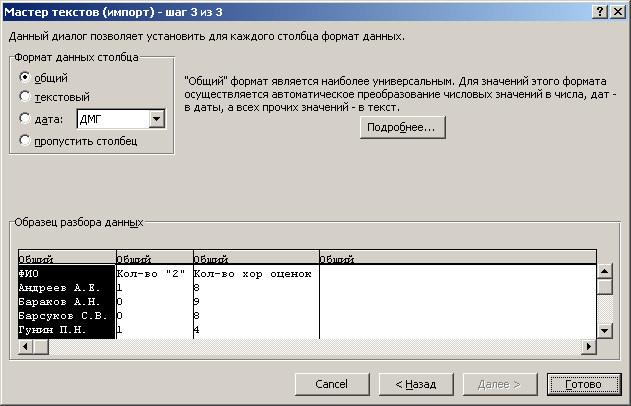 Мастер текстов (импорт) - шаг 3 из 3
Данный диалог позволяет установить для каждого столбца формат данных.
Формат данных столбца
общий
текстовый
дата: ДМГ
пропустить столбец
"Общий" формат является наиболее универсальным. Для значений этого формата
осуществляется автоматическое преобразование числовых значений в числа, дат -
в даты, а всех прочих значений - в текст.
Подробнее...
Образец разбора данных
Общий Общий Общий Общий
ФИО Кол-во "2" Кол-во хор оценок
Андреев А.Е. 1 8
Бараков А.Н. 0 9
Барсуков С.В. 0 8
Гунин П.Н. 1 4
Cancel < Назад Далее > Готово